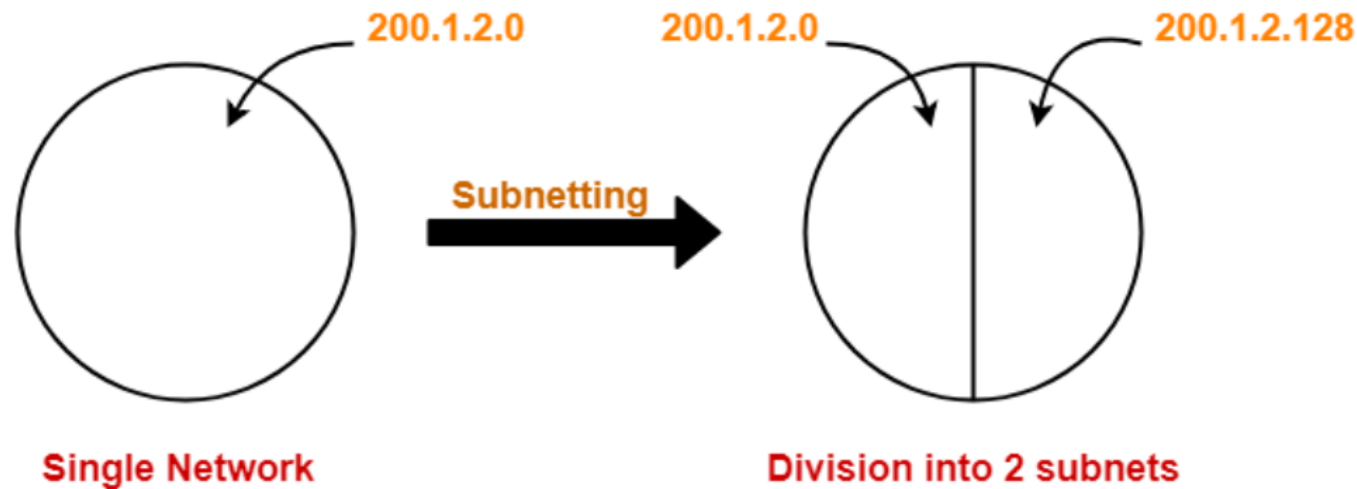 200.1.2.0
200.1.2.0
200.1.2.128
Subnetting
Single Network
Division into 2 subnets